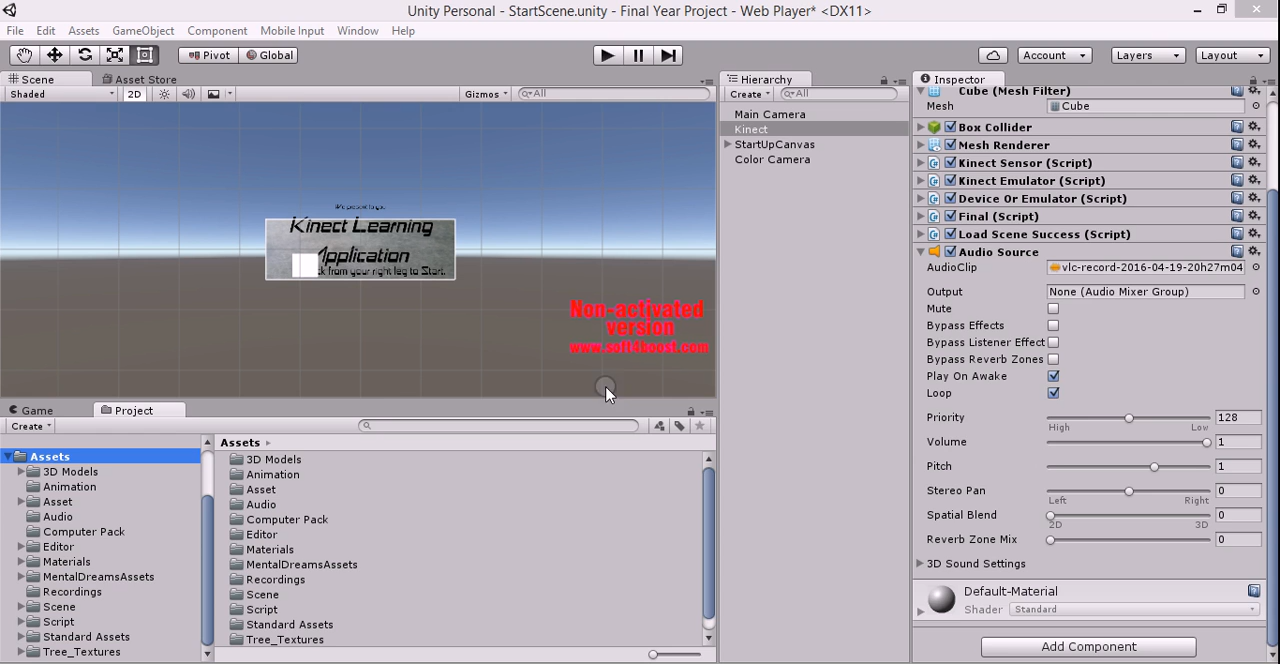 Unity Personal - StartScene.unity - Final Year Project - Web Player* <DX11>
File Edit Assets GameObject Component Mobile Input Window Help
Pivot Global Account Layers Layout
Scene Asset Store
Shaded 2D Gizmos All
Kinect Learning
Application
k from your right leg to Start.
Non-activated
version
www.soft4boost.com
Hierarchy
Create All
Main Camera
Kinect
StartUpCanvas
Color Camera
Inspector
Cube (Mesh Filter)
Mesh Cube
Box Collider
Mesh Renderer
Kinect Sensor (Script)
Kinect Emulator (Script)
Device Or Emulator (Script)
Final (Script)
Load Scene Success (Script)
Audio Source
AudioClip vlc-record-2016-04-19-20h27m04
Output None (Audio Mixer Group)
Mute
Bypass Effects
Bypass Listener Effect
Bypass Reverb Zones
Play On Awake
Loop
Priority 128
High Low
Volume 1
Pitch 1
Stereo Pan 0
Left Right
Spatial Blend 0
2D 3D
Reverb Zone Mix 0
3D Sound Settings
Default-Material
Shader Standard
Add Component
Game Project
Create
Assets
3D Models
Animation
Asset
Audio
Computer Pack
Editor
Materials
MentalDreamsAssets
Recordings
Scene
Script
Standard Assets
Tree_Textures
Assets
3D Models
Animation
Asset
Audio
Computer Pack
Editor
Materials
MentalDreamsAssets
Recordings
Scene
Script
Standard Assets
Tree_Textures